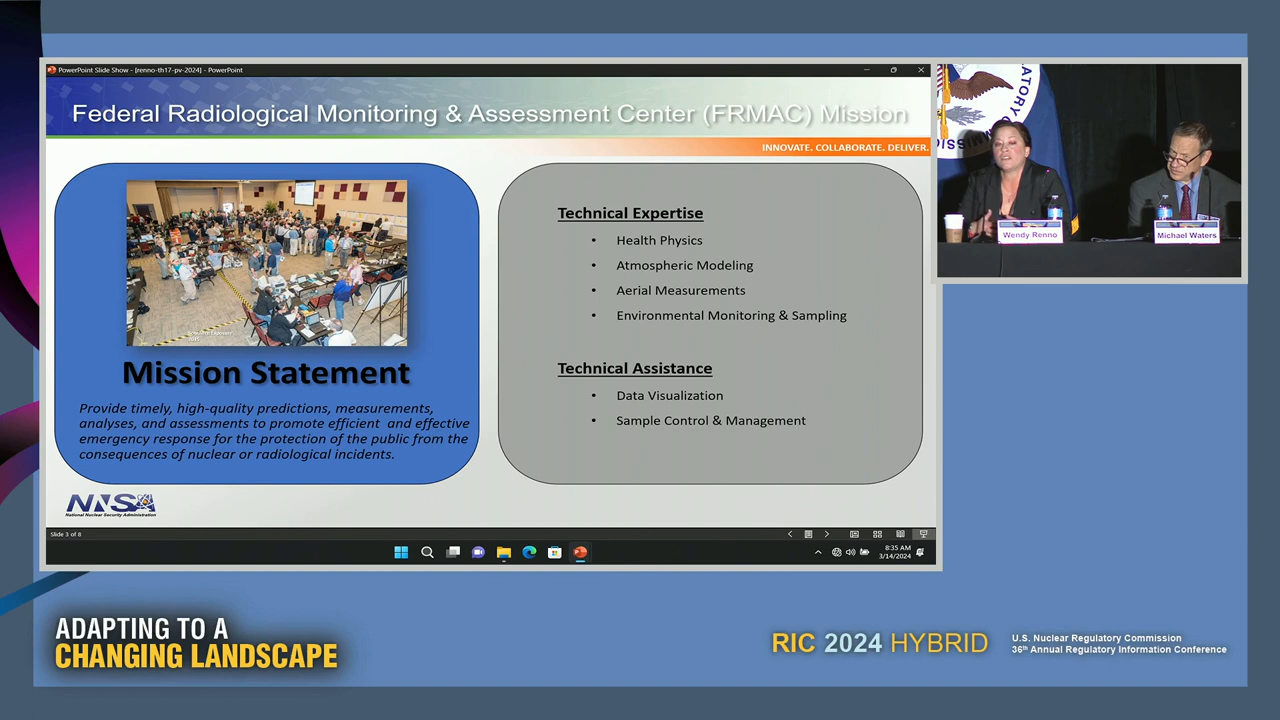 PowerPoint Slide Show - [renno-th17-pv-2024] - PowerPoint
Federal Radiological Monitoring & Assessment Center (FRMAC) Mission
INNOVATE. COLLABORATE. DELIVER.
Mission Statement
Provide timely, high-quality predictions, measurements,
analyses, and assessments to promote efficient and effective
emergency response for the protection of the public from the
consequences of nuclear or radiological incidents.
Technical Expertise
• Health Physics
• Atmospheric Modeling
• Aerial Measurements
• Environmental Monitoring & Sampling
Technical Assistance
• Data Visualization
• Sample Control & Management
NNSA
National Nuclear Security Administration
Slide 3 of 8
8:35 AM
3/14/2024
Wendy Renno
Michael Waters
ADAPTING TO A
CHANGING LANDSCAPE
RIC 2024 HYBRID
U.S. Nuclear Regulatory Commission
36th Annual Regulatory Information Conference